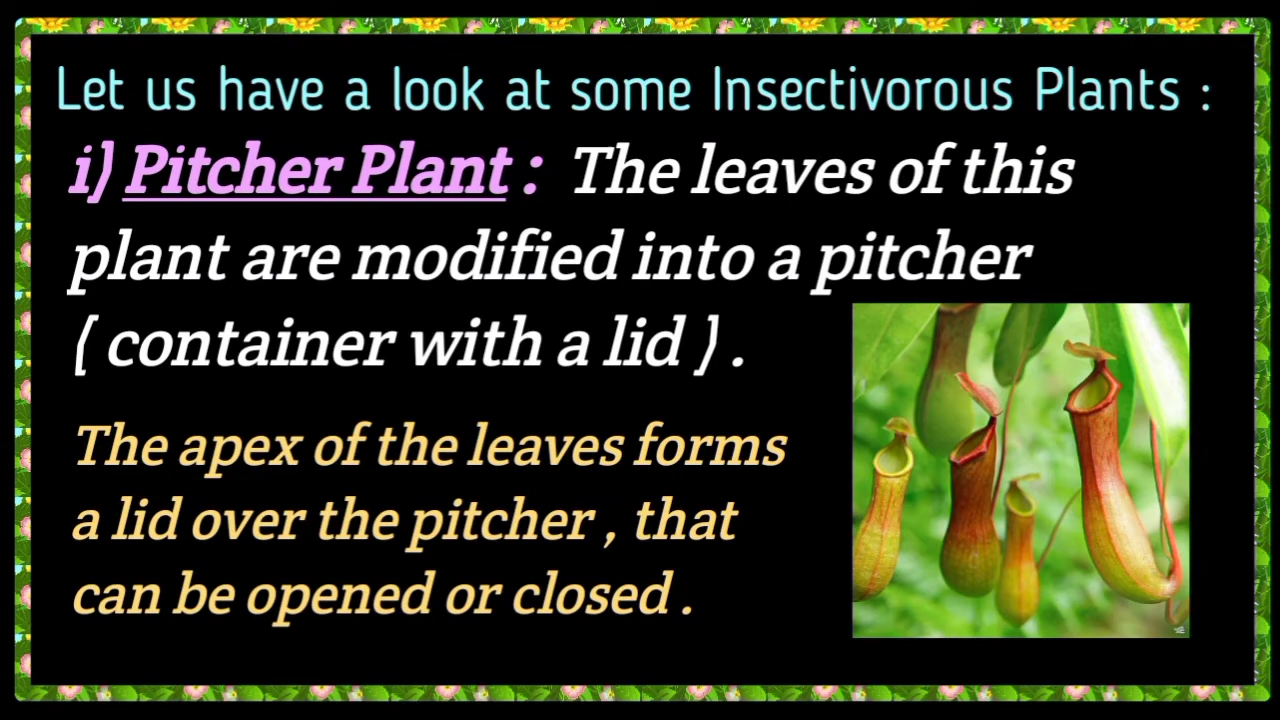 Let us have a look at some Insectivorous Plants :
i) Pitcher Plant : The leaves of this
plant are modified into a pitcher
( container with a lid ) .
The apex of the leaves forms
a lid over the pitcher , that
can be opened or closed .